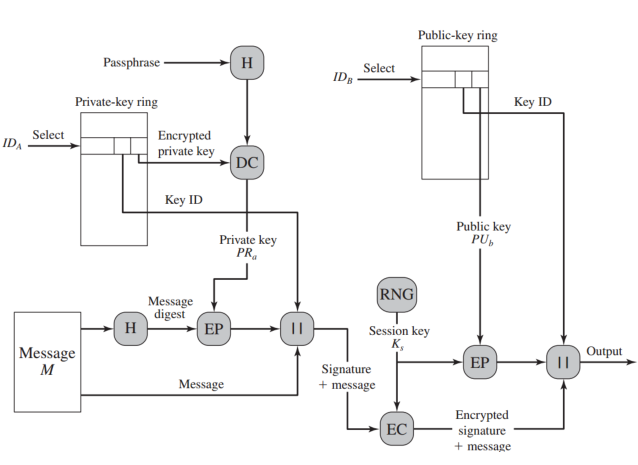 Public-key ring
Passphrase
H
ID_B
Select
Private-key ring
Key ID
ID_A
Select
Encrypted
private key
DC
Key ID
Private key
PR_a
Public key
PU_b
RNG
Message
digest
H
EP
||
Session key
K_s
Message
M
Signature
+ message
EP
||
Output
Message
EC
Encrypted
signature
+ message